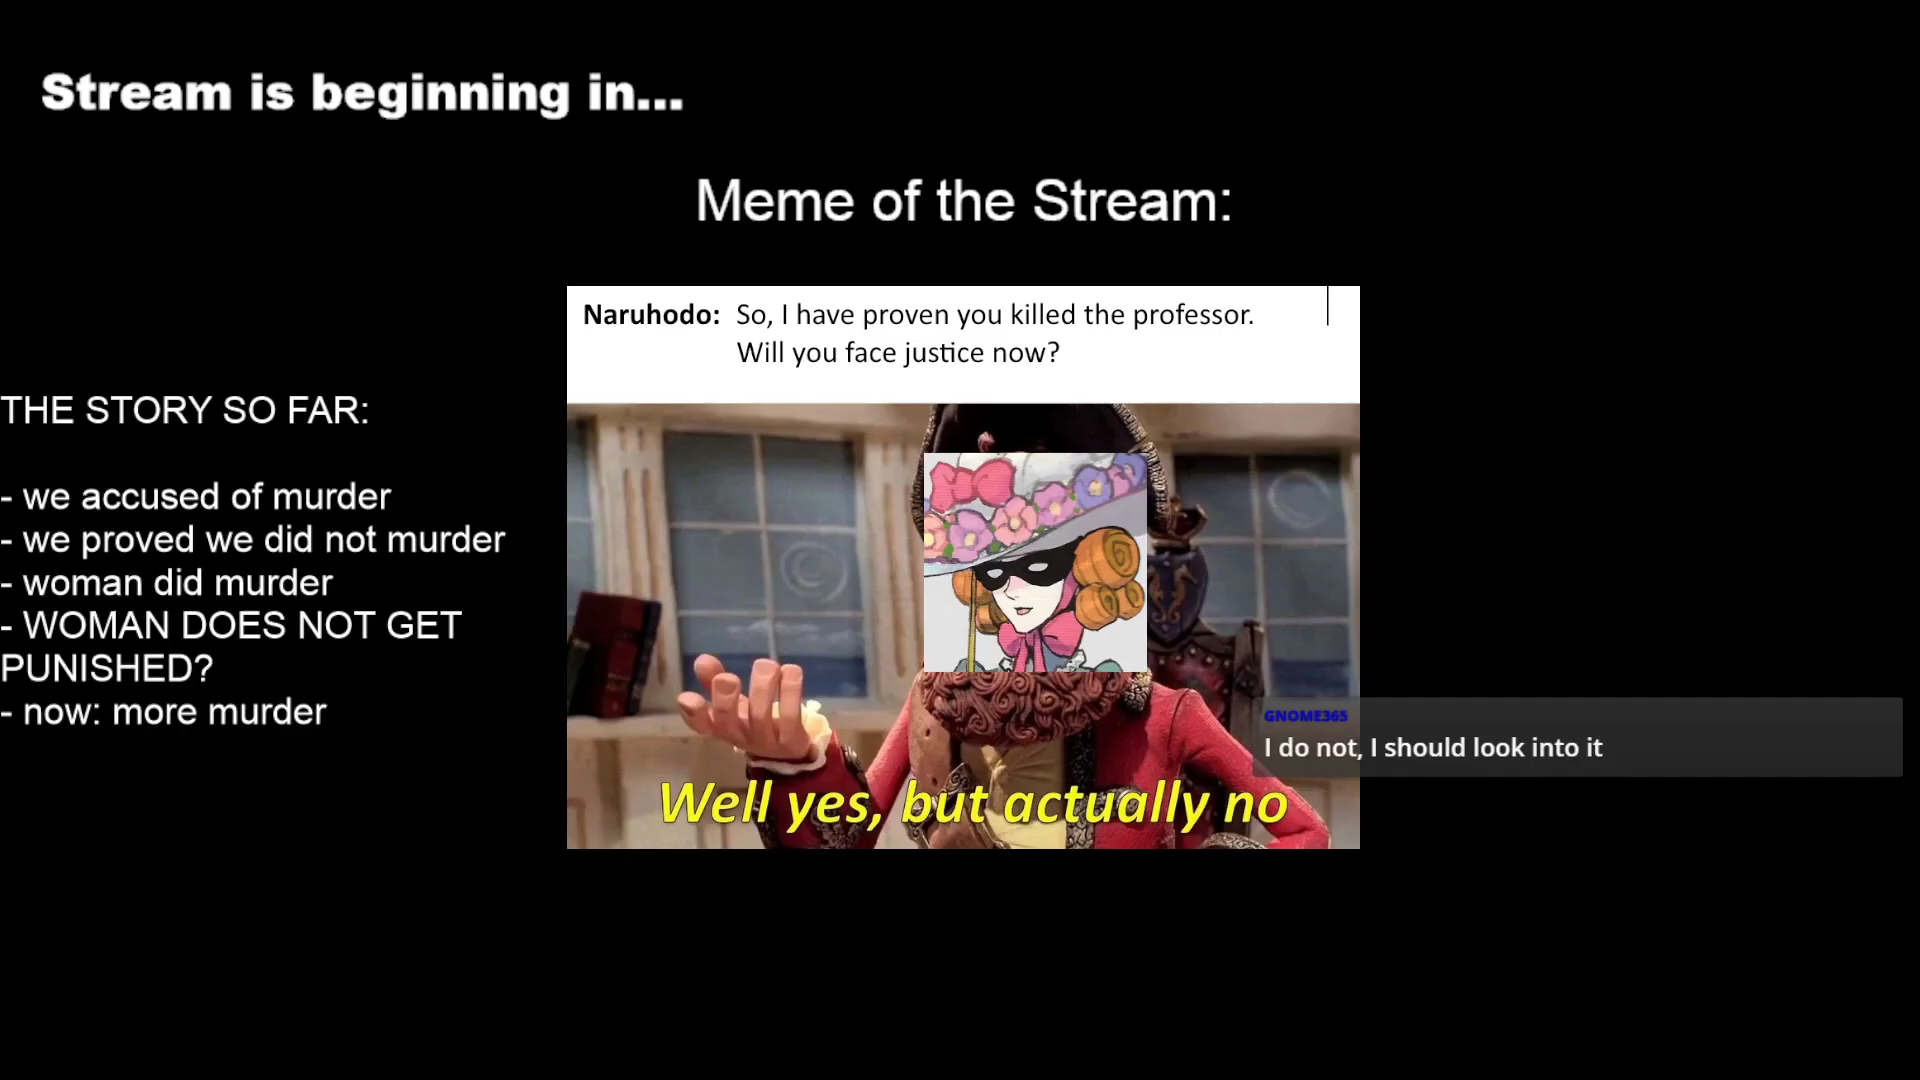 Stream is beginning in...
Meme of the Stream:
Naruhodo: So, I have proven you killed the professor.
Will you face justice now?
THE STORY SO FAR:
- we accused of murder
- we proved we did not murder
- woman did murder
- WOMAN DOES NOT GET
PUNISHED?
- now: more murder
GNOME365
I do not, I should look into it
Well yes, but actually no